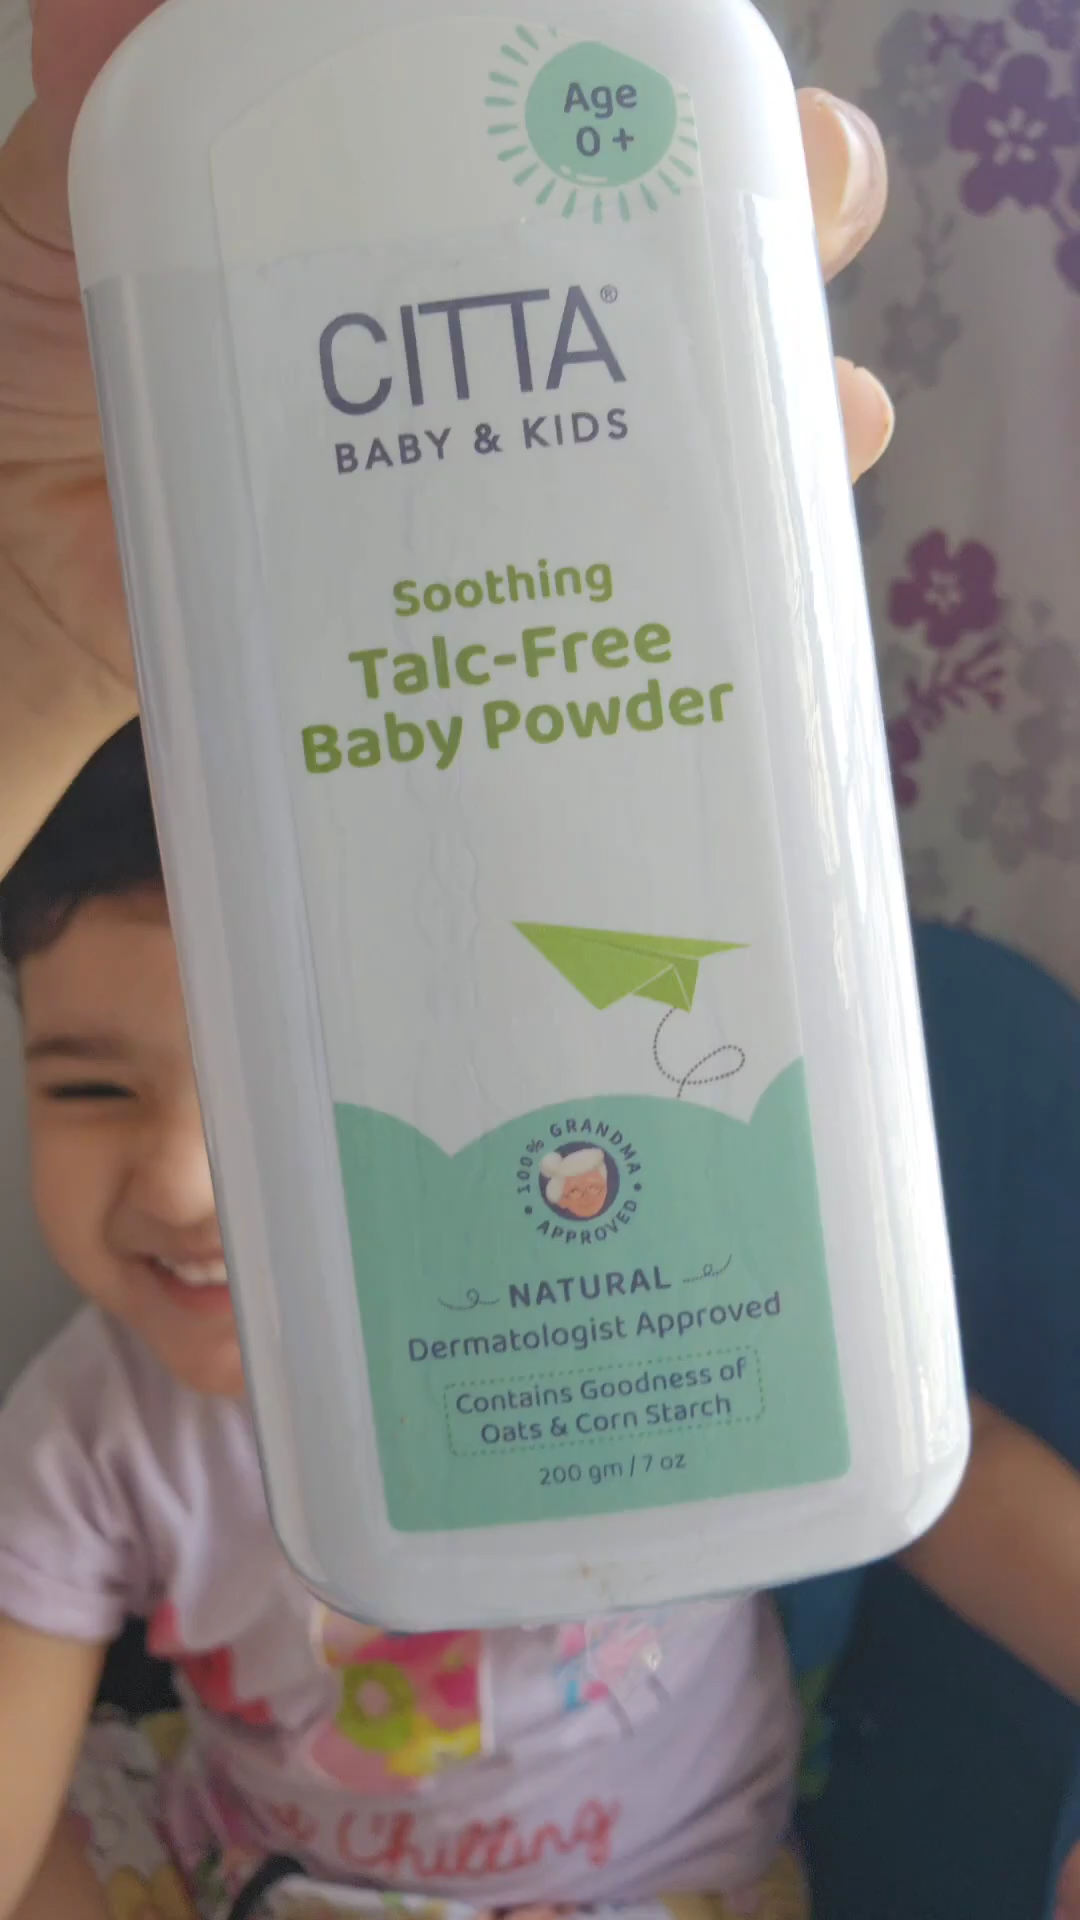 Age
0+
CITTA®
BABY & KIDS
Soothing
Talc-Free
Baby Powder
100% GRANDMA
APPROVED
NATURAL
Dermatologist Approved
Contains Goodness of
Oats & Corn Starch
200 gm / 7 oz
Chilling